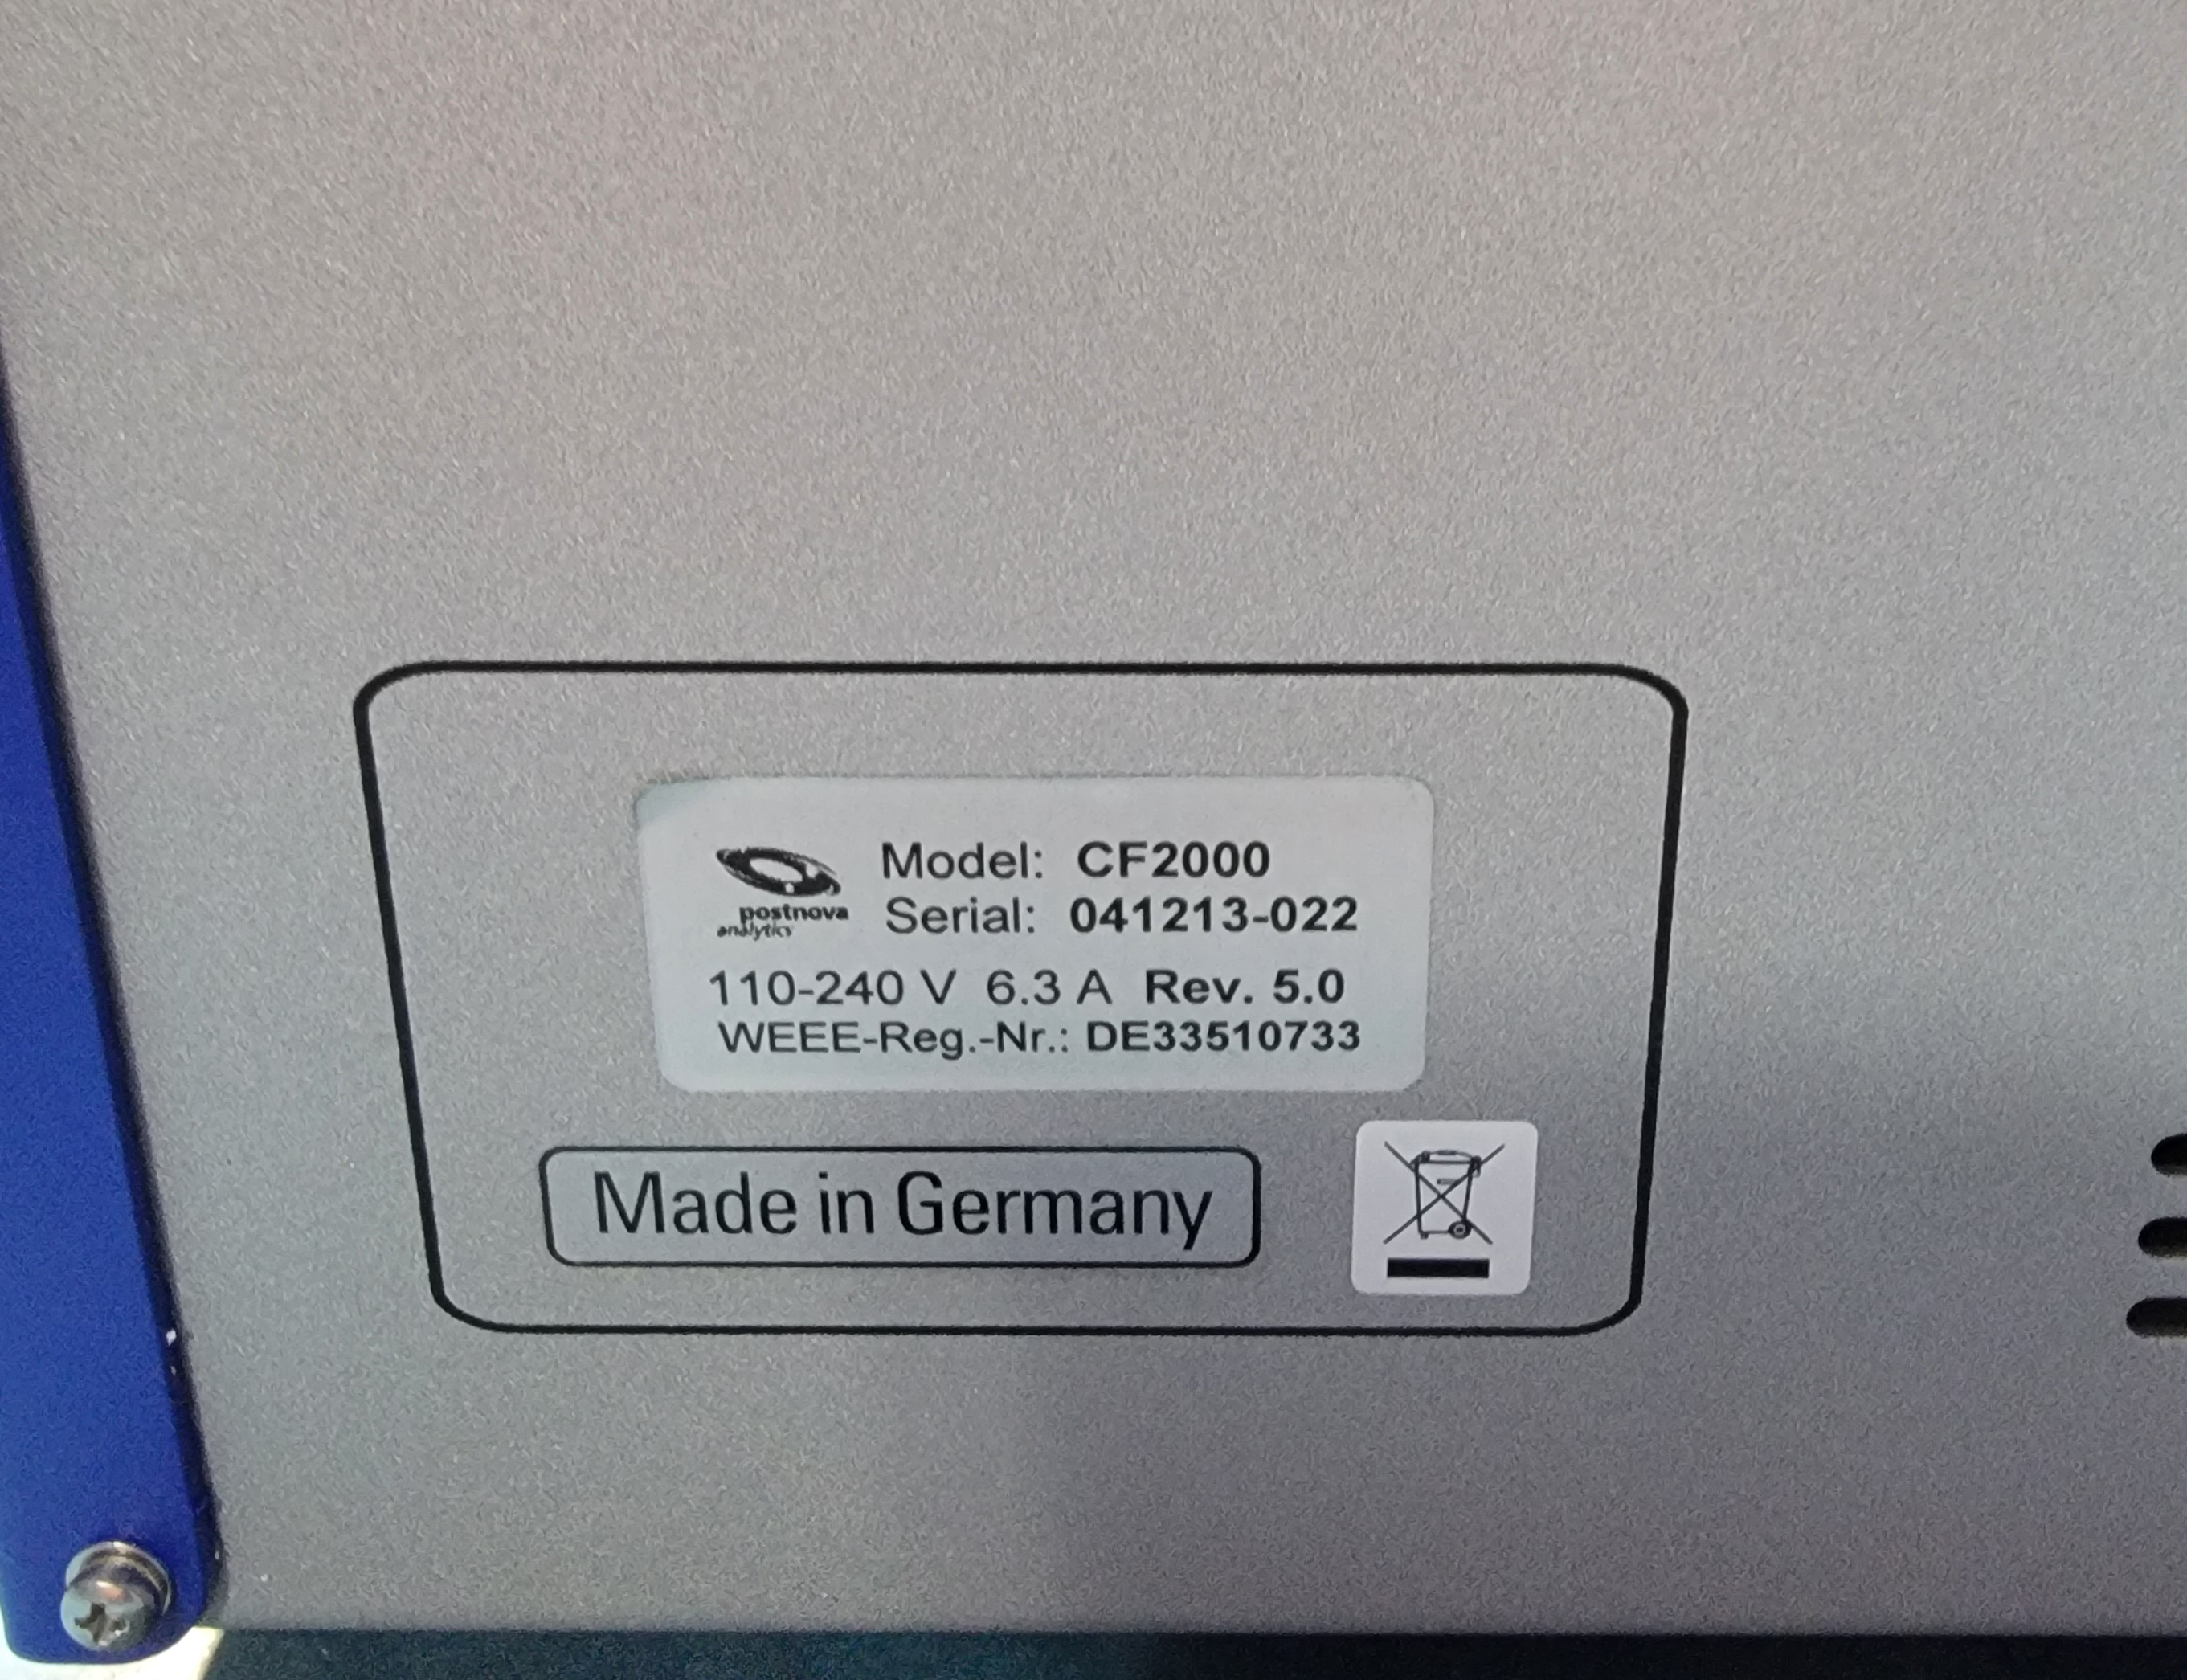 postnova
analytics
Model: CF2000
Serial: 041213-022
110-240 V 6.3 A Rev. 5.0
WEEE-Reg.-Nr.: DE33510733
Made in Germany